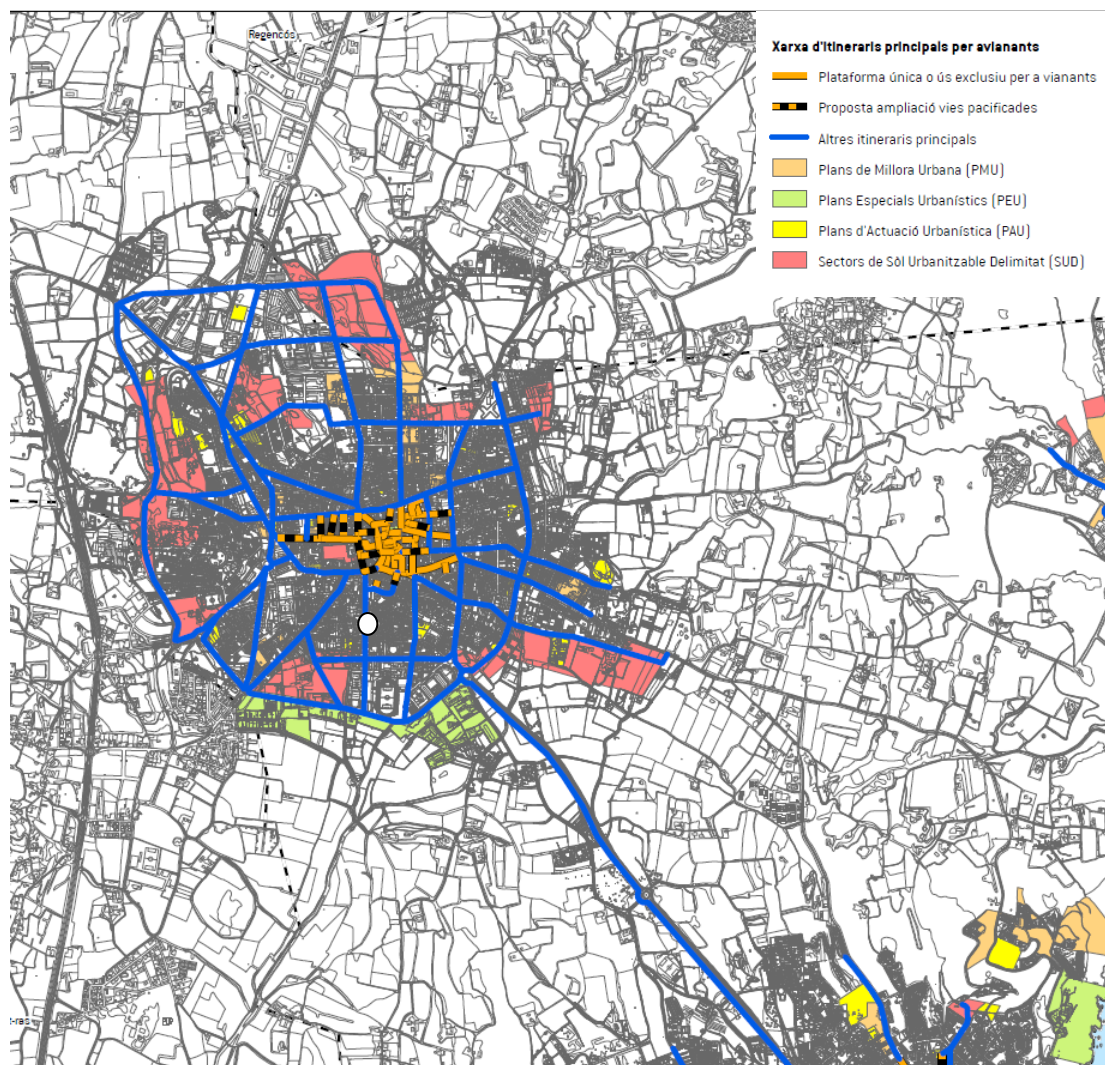 Regencós
Xarxa d'itineraris principals per avianants
Plataforma única o ús exclusiu per a vianants
Proposta ampliació vies pacificades
Altres itineraris principals
Plans de Millora Urbana (PMU)
Plans Especials Urbanístics (PEU)
Plans d'Actuació Urbanística (PAU)
Sectors de Sòl Urbanitzable Delimitat (SUD)